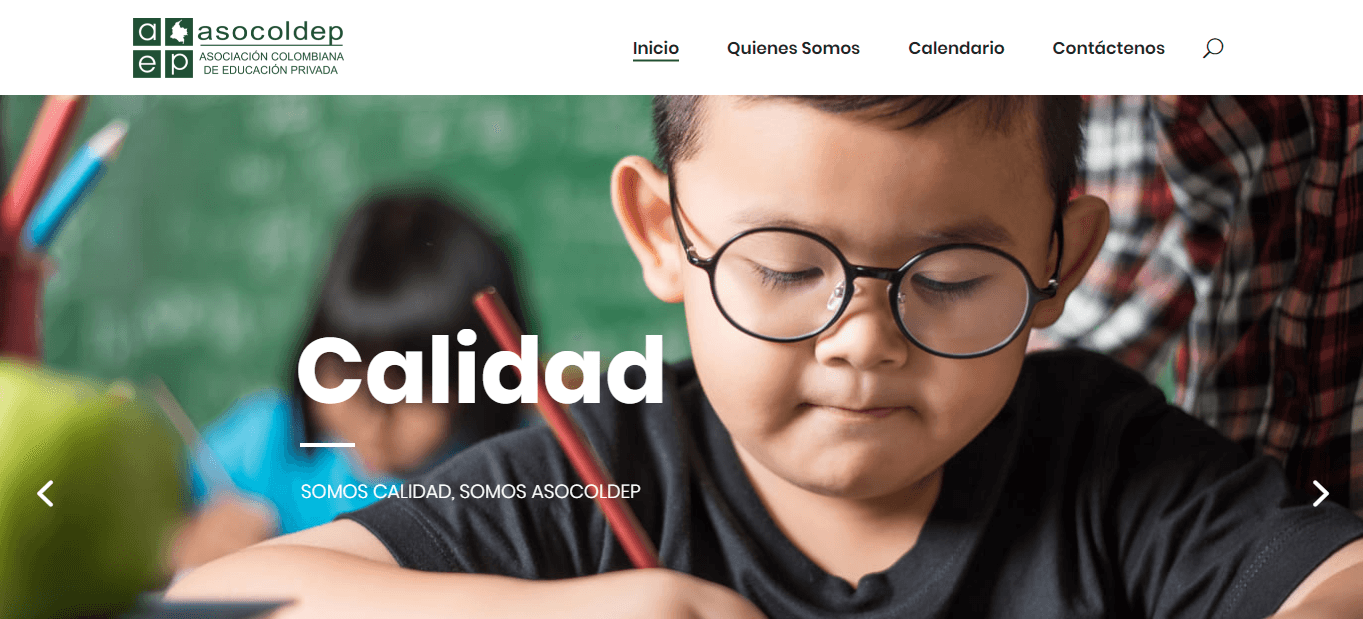 a
e p
asocoldep
ASOCIACIÓN COLOMBIANA
DE EDUCACIÓN PRIVADA
Inicio
Quienes Somos
Calendario
Contáctenos
Calidad
SOMOS CALIDAD, SOMOS ASOCOLDEP